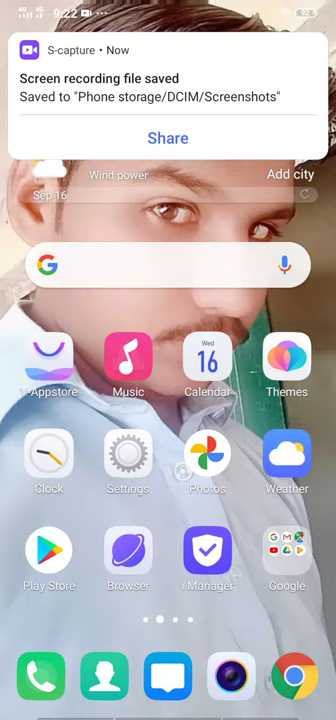 9:22
S-capture • Now
Screen recording file saved
Saved to "Phone storage/DCIM/Screenshots"
Share
Wind power
Add city
Sep 16
G
Wed
16
V-Appstore
Music
Calendar
Themes
Clock
Settings
Photos
Weather
Play Store
Browser
i Manager
Google